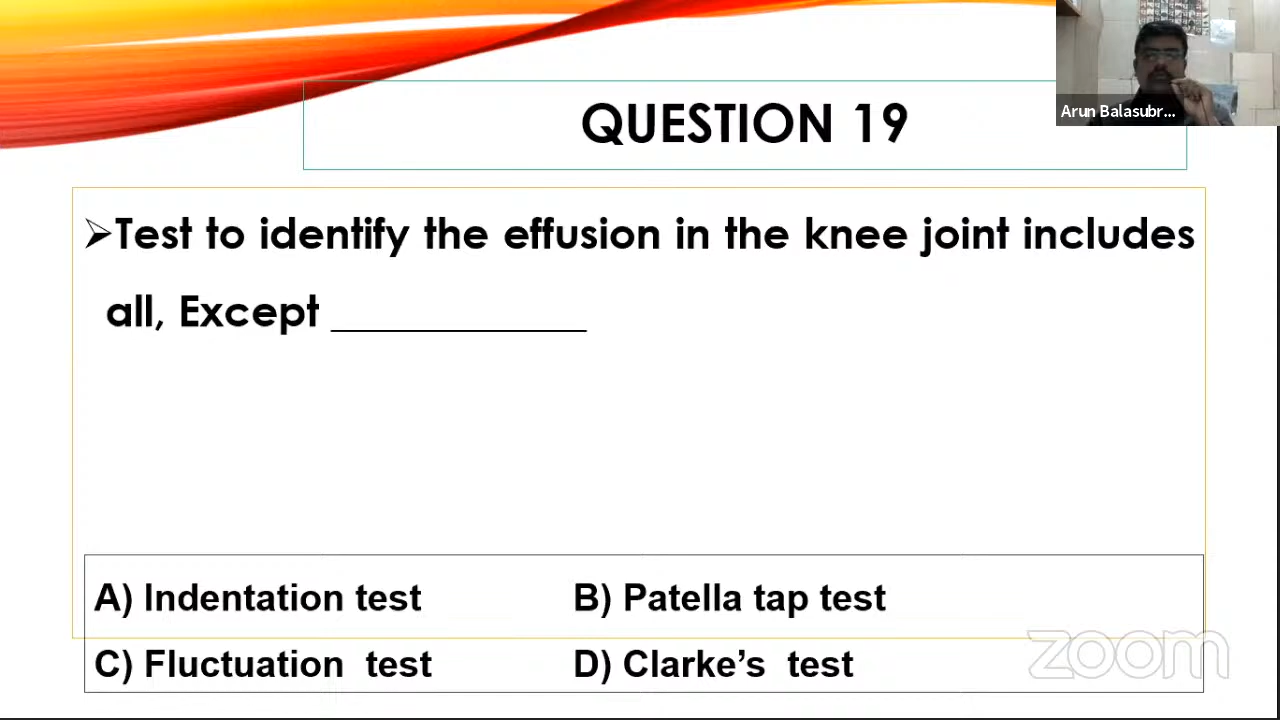 Arun Balasubr...
QUESTION 19
➢Test to identify the effusion in the knee joint includes
all, Except ____________
A) Indentation test B) Patella tap test
C) Fluctuation test D) Clarke’s test
zoom